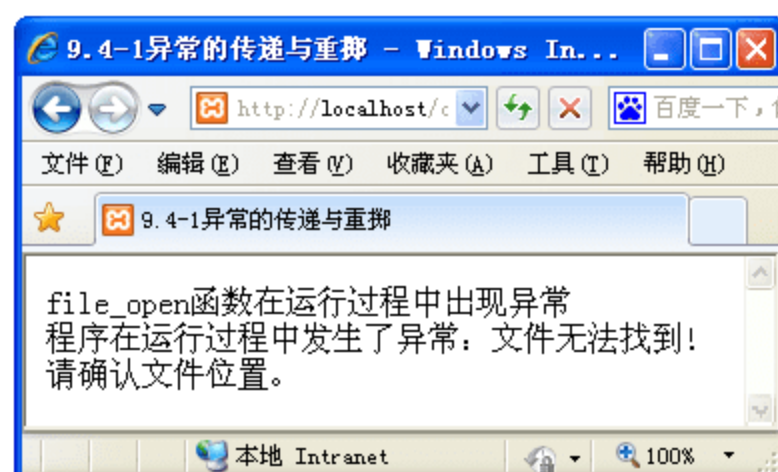 9.4-1异常的传递与重掷 - Windows In...
http://localhost/c 百度一下，
文件(F) 编辑(E) 查看(V) 收藏夹(A) 工具(T) 帮助(H)
9.4-1异常的传递与重掷
file_open函数在运行过程中出现异常
程序在运行过程中发生了异常：文件无法找到!
请确认文件位置。
本地 Intranet 100%